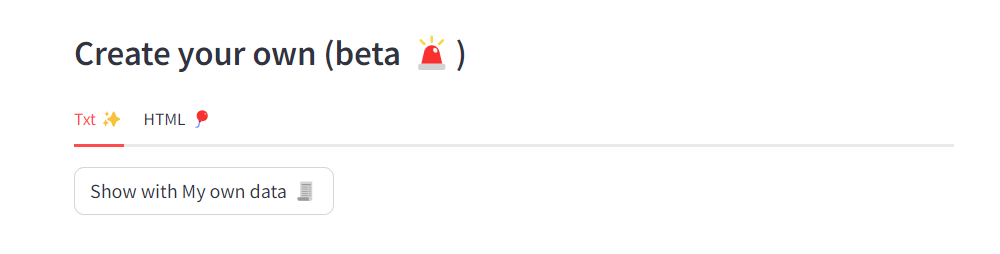 Create your own (beta 🚨 )
Txt ✨ HTML 🎈
Show with My own data 🧾